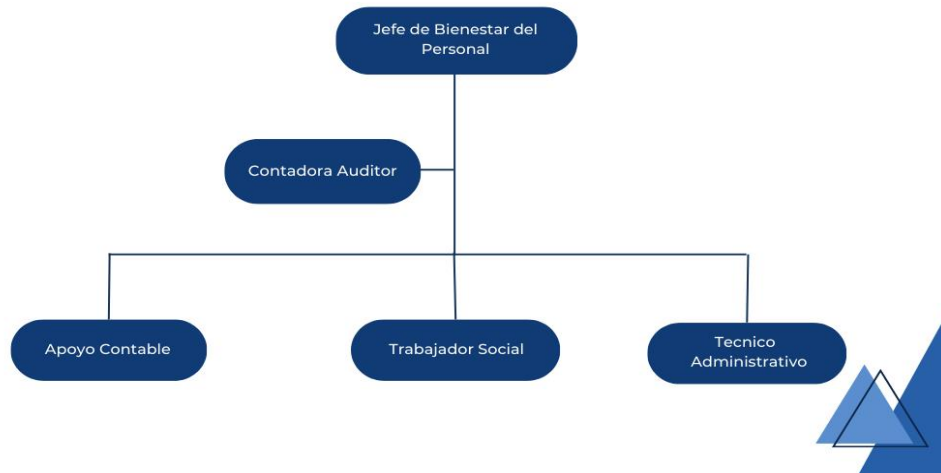 Jefe de Bienestar del
Personal
Contadora Auditor
Apoyo Contable
Trabajador Social
Tecnico
Administrativo